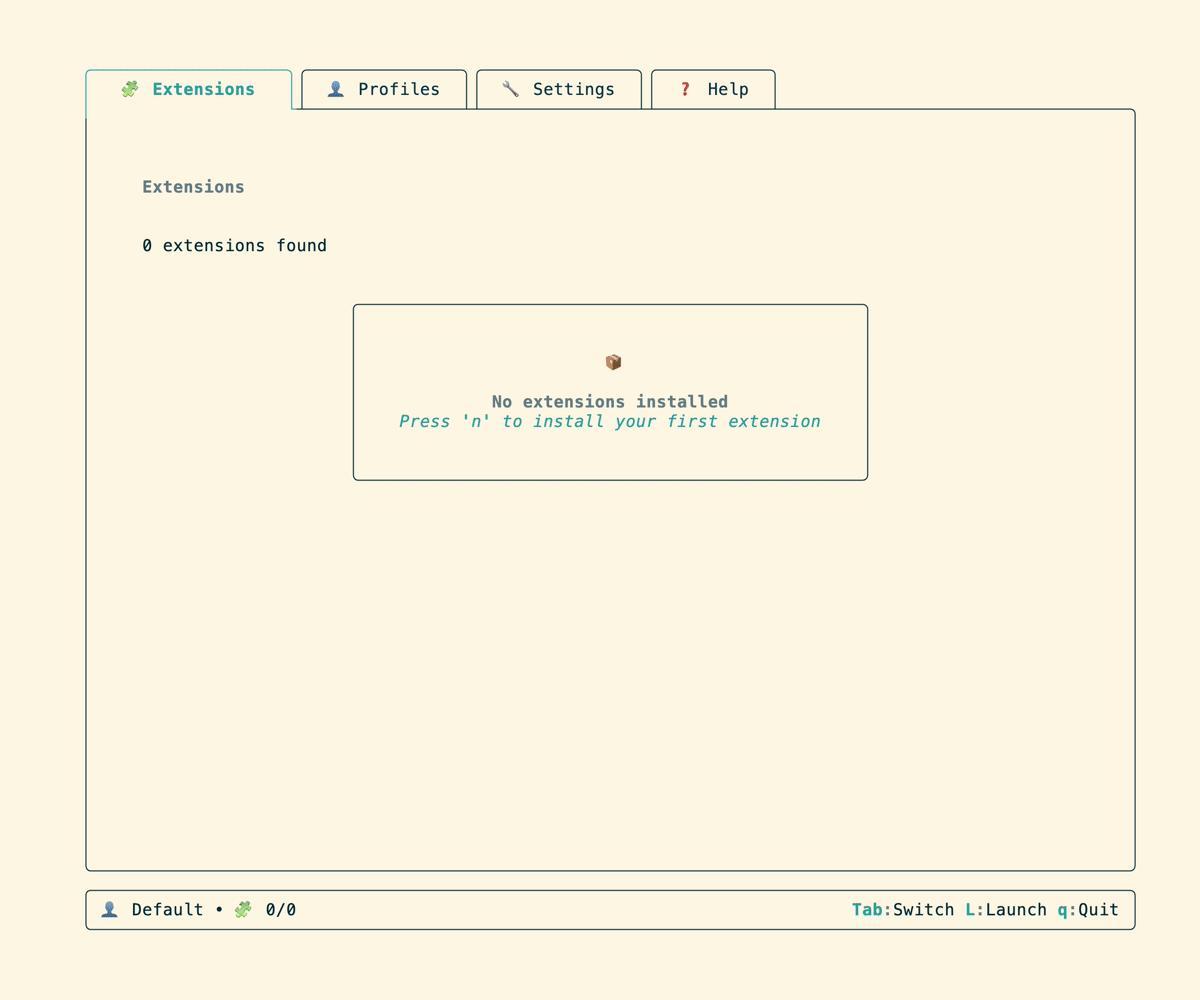 Extensions Profiles Settings ❓ Help
Extensions
0 extensions found
No extensions installed
Press 'n' to install your first extension
Default • 0/0 Tab:Switch L:Launch q:Quit